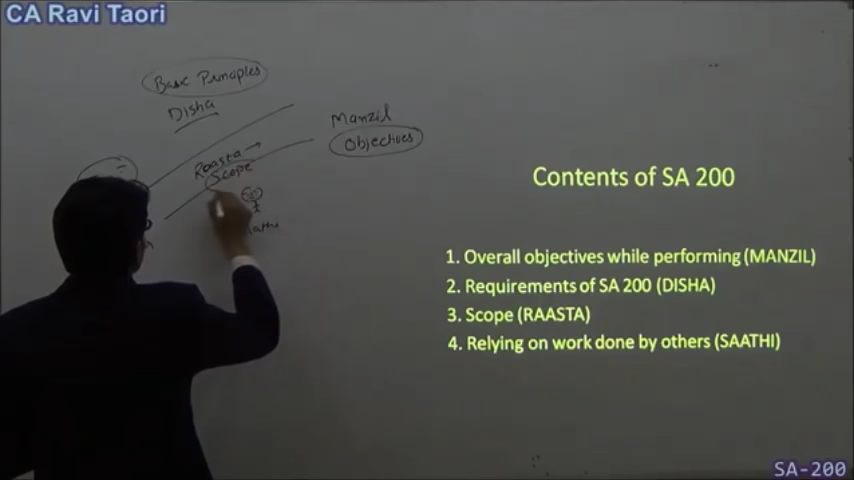 CA Ravi Taori
Basic Principles
Disha
Manzil
Objectives
Raasta →
Scope
Contents of SA 200
1. Overall objectives while performing (MANZIL)
2. Requirements of SA 200 (DISHA)
3. Scope (RAASTA)
4. Relying on work done by others (SAATHI)
SA-200